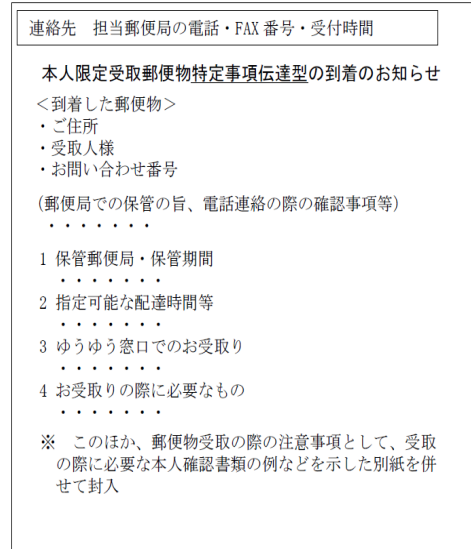 連絡先　担当郵便局の電話・FAX 番号・受付時間
本人限定受取郵便物特定事項伝達型の到着のお知らせ
＜到着した郵便物＞
・ご住所
・受取人様
・お問い合わせ番号
(郵便局での保管の旨、電話連絡の際の確認事項等)
・・・・・・・
1 保管郵便局・保管期間
・・・・・・・
2 指定可能な配達時間等
・・・・・・・
3 ゆうゆう窓口でのお受取り
・・・・・・・
4 お受取りの際に必要なもの
・・・・・・・
※　このほか、郵便物受取の際の注意事項として、受取
の際に必要な本人確認書類の例などを示した別紙を併
せて封入